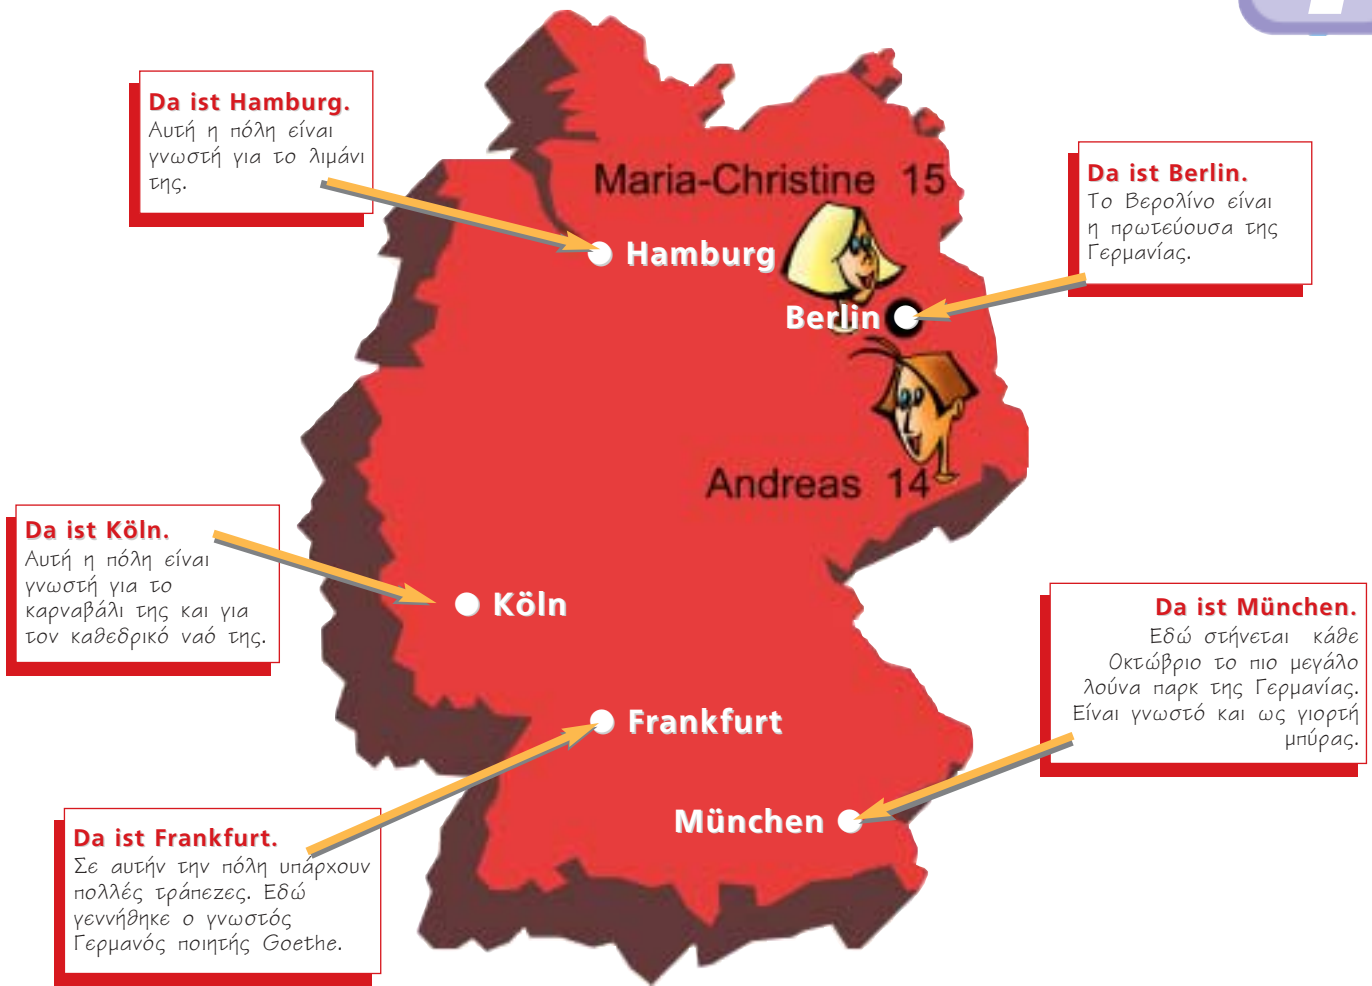 Da ist Hamburg.
Αυτή η πόλη είναι
γνωστή για το λιμάνι
της.
Maria-Christine 15
Da ist Berlin.
Το Βερολίνο είναι
η πρωτεύουσα της
Γερμανίας.
Hamburg
Berlin
Andreas 14
Da ist Köln.
Αυτή η πόλη είναι
γνωστή για το
καρναβάλι της και για
τον καθεδρικό ναό της.
Köln
Da ist München.
Εδώ στήνεται κάθε
Οκτώβριο το πιο μεγάλο
λούνα παρκ της Γερμανίας.
Είναι γνωστό και ως γιορτή
μπύρας.
Frankfurt
München
Da ist Frankfurt.
Σε αυτήν την πόλη υπάρχουν
πολλές τράπεζες. Εδώ
γεννήθηκε ο γνωστός
Γερμανός ποιητής Goethe.